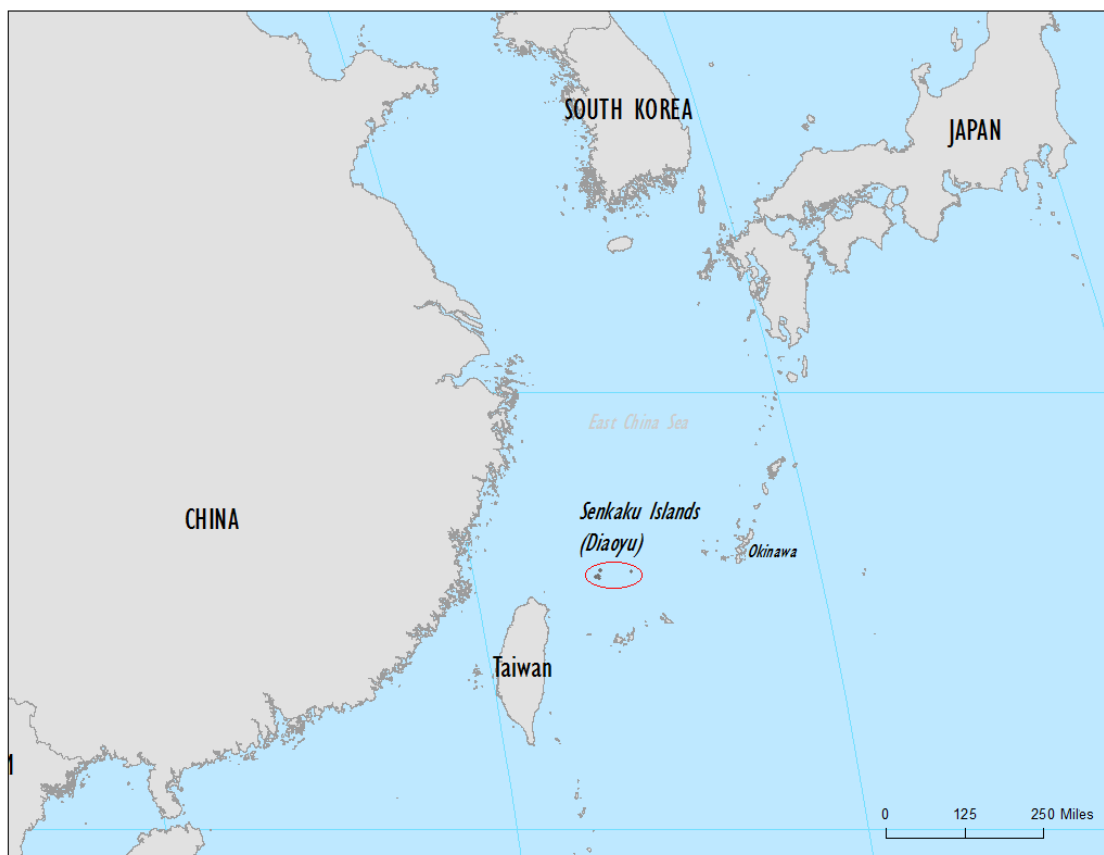 SOUTH KOREA
JAPAN
East China Sea
CHINA
Senkaku Islands
(Diaoyu)
Okinawa
Taiwan
M
0 125 250 Miles